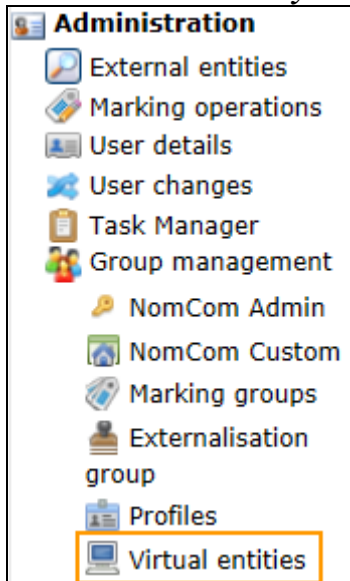 Administration
External entities
Marking operations
User details
User changes
Task Manager
Group management
NomCom Admin
NomCom Custom
Marking groups
Externalisation
group
Profiles
Virtual entities